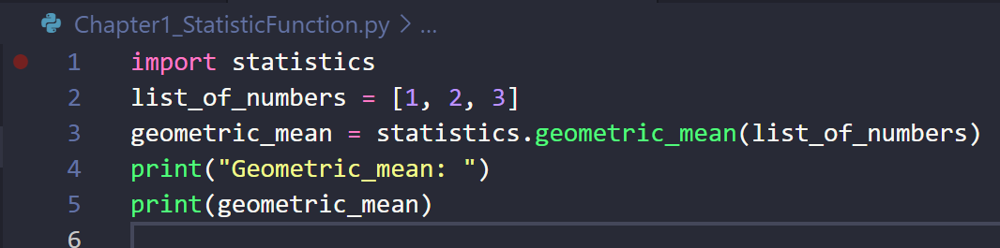 Chapter1_StatisticFunction.py > ...
1 import statistics
2 list_of_numbers = [1, 2, 3]
3 geometric_mean = statistics.geometric_mean(list_of_numbers)
4 print("Geometric_mean: ")
5 print(geometric_mean)
6